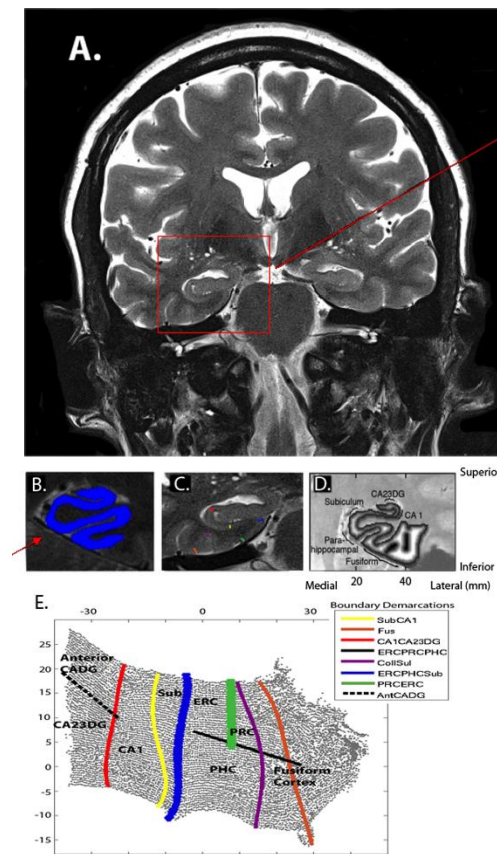 A.
B.
C.
D.
Superior
CA23DG
Subiculum
CA 1
Para-
hippocampal
Fusiform
Inferior
Medial 20 40 Lateral (mm)
E.
-30 0 30
Boundary Demarcations
SubCA1
Fus
CA1CA23DG
ERCPRCPHC
CollSul
ERCPHCSub
PRCERC
AntCADG
25
20
15
10
5
0
-5
-10
-15
Anterior
CADG
CA23DG
CA1
Sub
ERC
PRC
PHC
Fusiform
Cortex